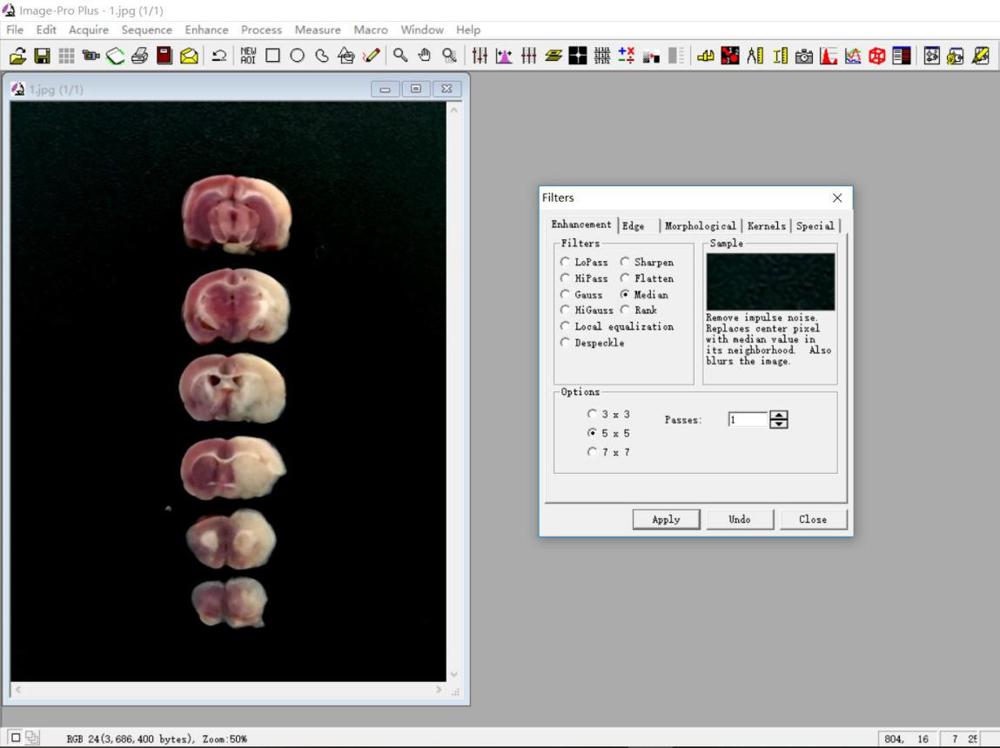 Image-Pro Plus - 1.jpg (1/1)
File Edit Acquire Sequence Enhance Process Measure Macro Window Help
NEW
AOI
1.jpg (1/1)
Filters
Enhancement Edge Morphological Kernels Special
Filters
Sample
LoPass Sharpen
HiPass Flatten
Gauss Median
HiGauss Rank
Local equalization
Despeckle
Remove impulse noise.
Replaces center pixel
with median value in
its neighborhood. Also
blurs the image.
Options
3 x 3
5 x 5
7 x 7
Passes: 1
Apply Undo Close
RGB 24(3,686,400 bytes), Zoom:50%
804, 16